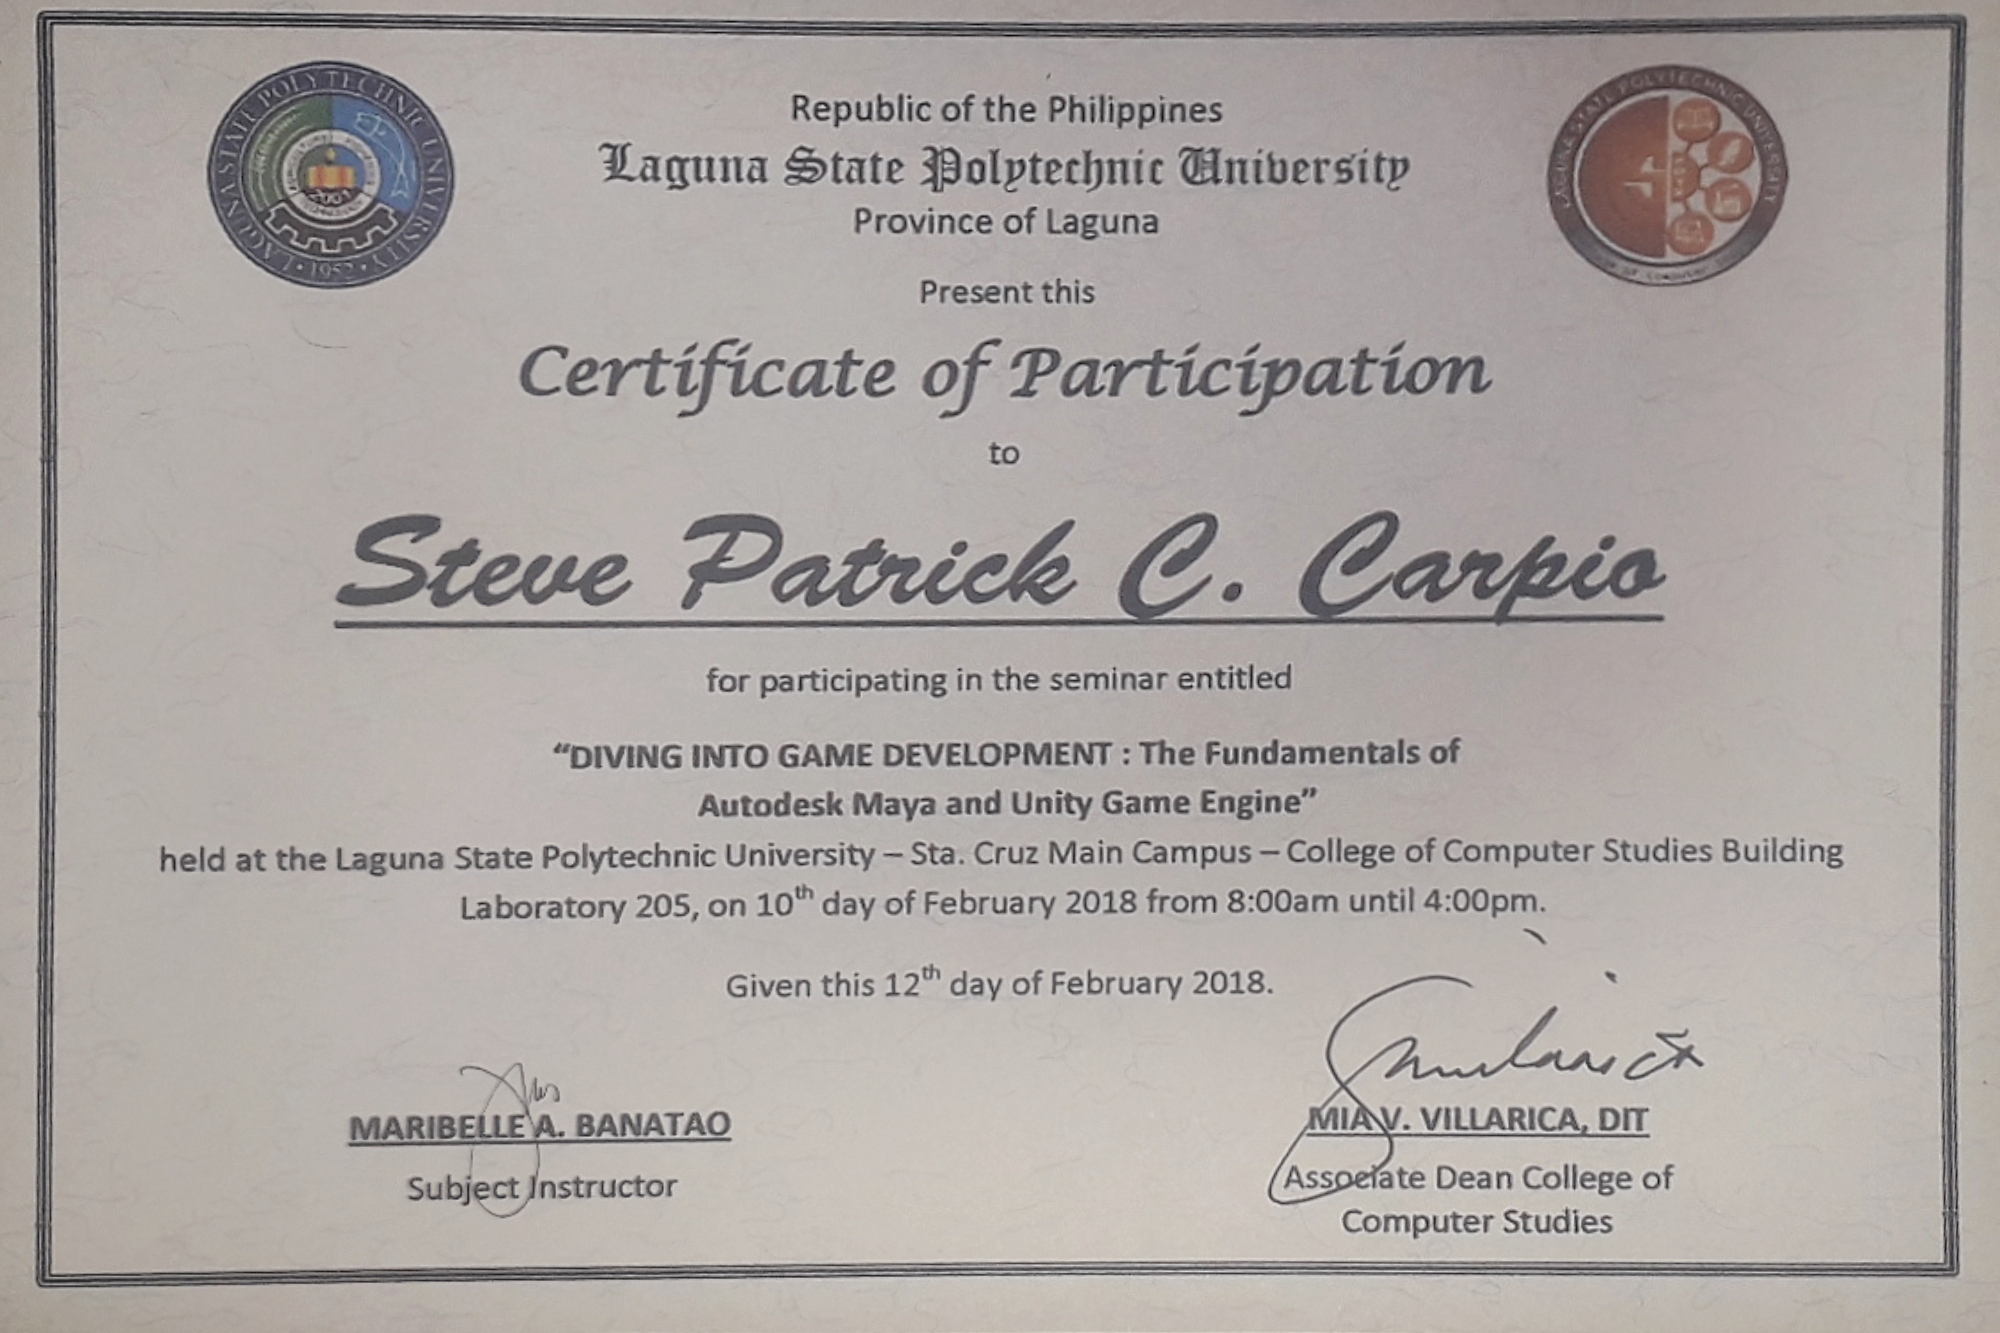 LAGUNA STATE POLYTECHNIC UNIVERSITY
1952
LAGUNA STATE POLYTECHNIC UNIVERSITY
Republic of the Philippines
Laguna State Polytechnic University
Province of Laguna
Present this
Certificate of Participation
to
Steve Patrick C. Carpio
for participating in the seminar entitled
“DIVING INTO GAME DEVELOPMENT : The Fundamentals of
Autodesk Maya and Unity Game Engine”
held at the Laguna State Polytechnic University – Sta. Cruz Main Campus – College of Computer Studies Building
Laboratory 205, on 10th day of February 2018 from 8:00am until 4:00pm.
Given this 12th day of February 2018.
MARIBELLE A. BANATAO
Subject Instructor
MIA V. VILLARICA, DIT
Associate Dean College of
Computer Studies